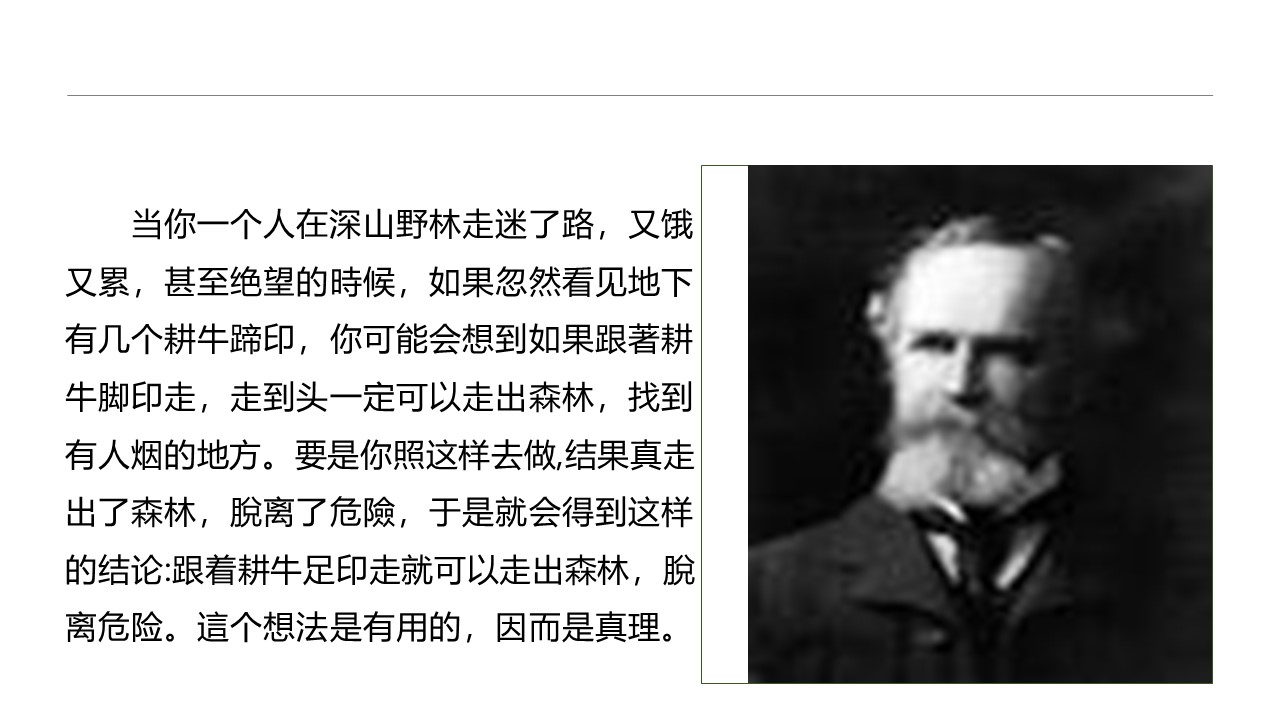 当你一个人在深山野林走迷了路，又饿
又累，甚至绝望的時候，如果忽然看见地下
有几个耕牛蹄印，你可能会想到如果跟著耕
牛脚印走，走到头一定可以走出森林，找到
有人烟的地方。要是你照这样去做,结果真走
出了森林，脫离了危險，于是就会得到这样
的结论:跟着耕牛足印走就可以走出森林，脫
离危险。這个想法是有用的，因而是真理。